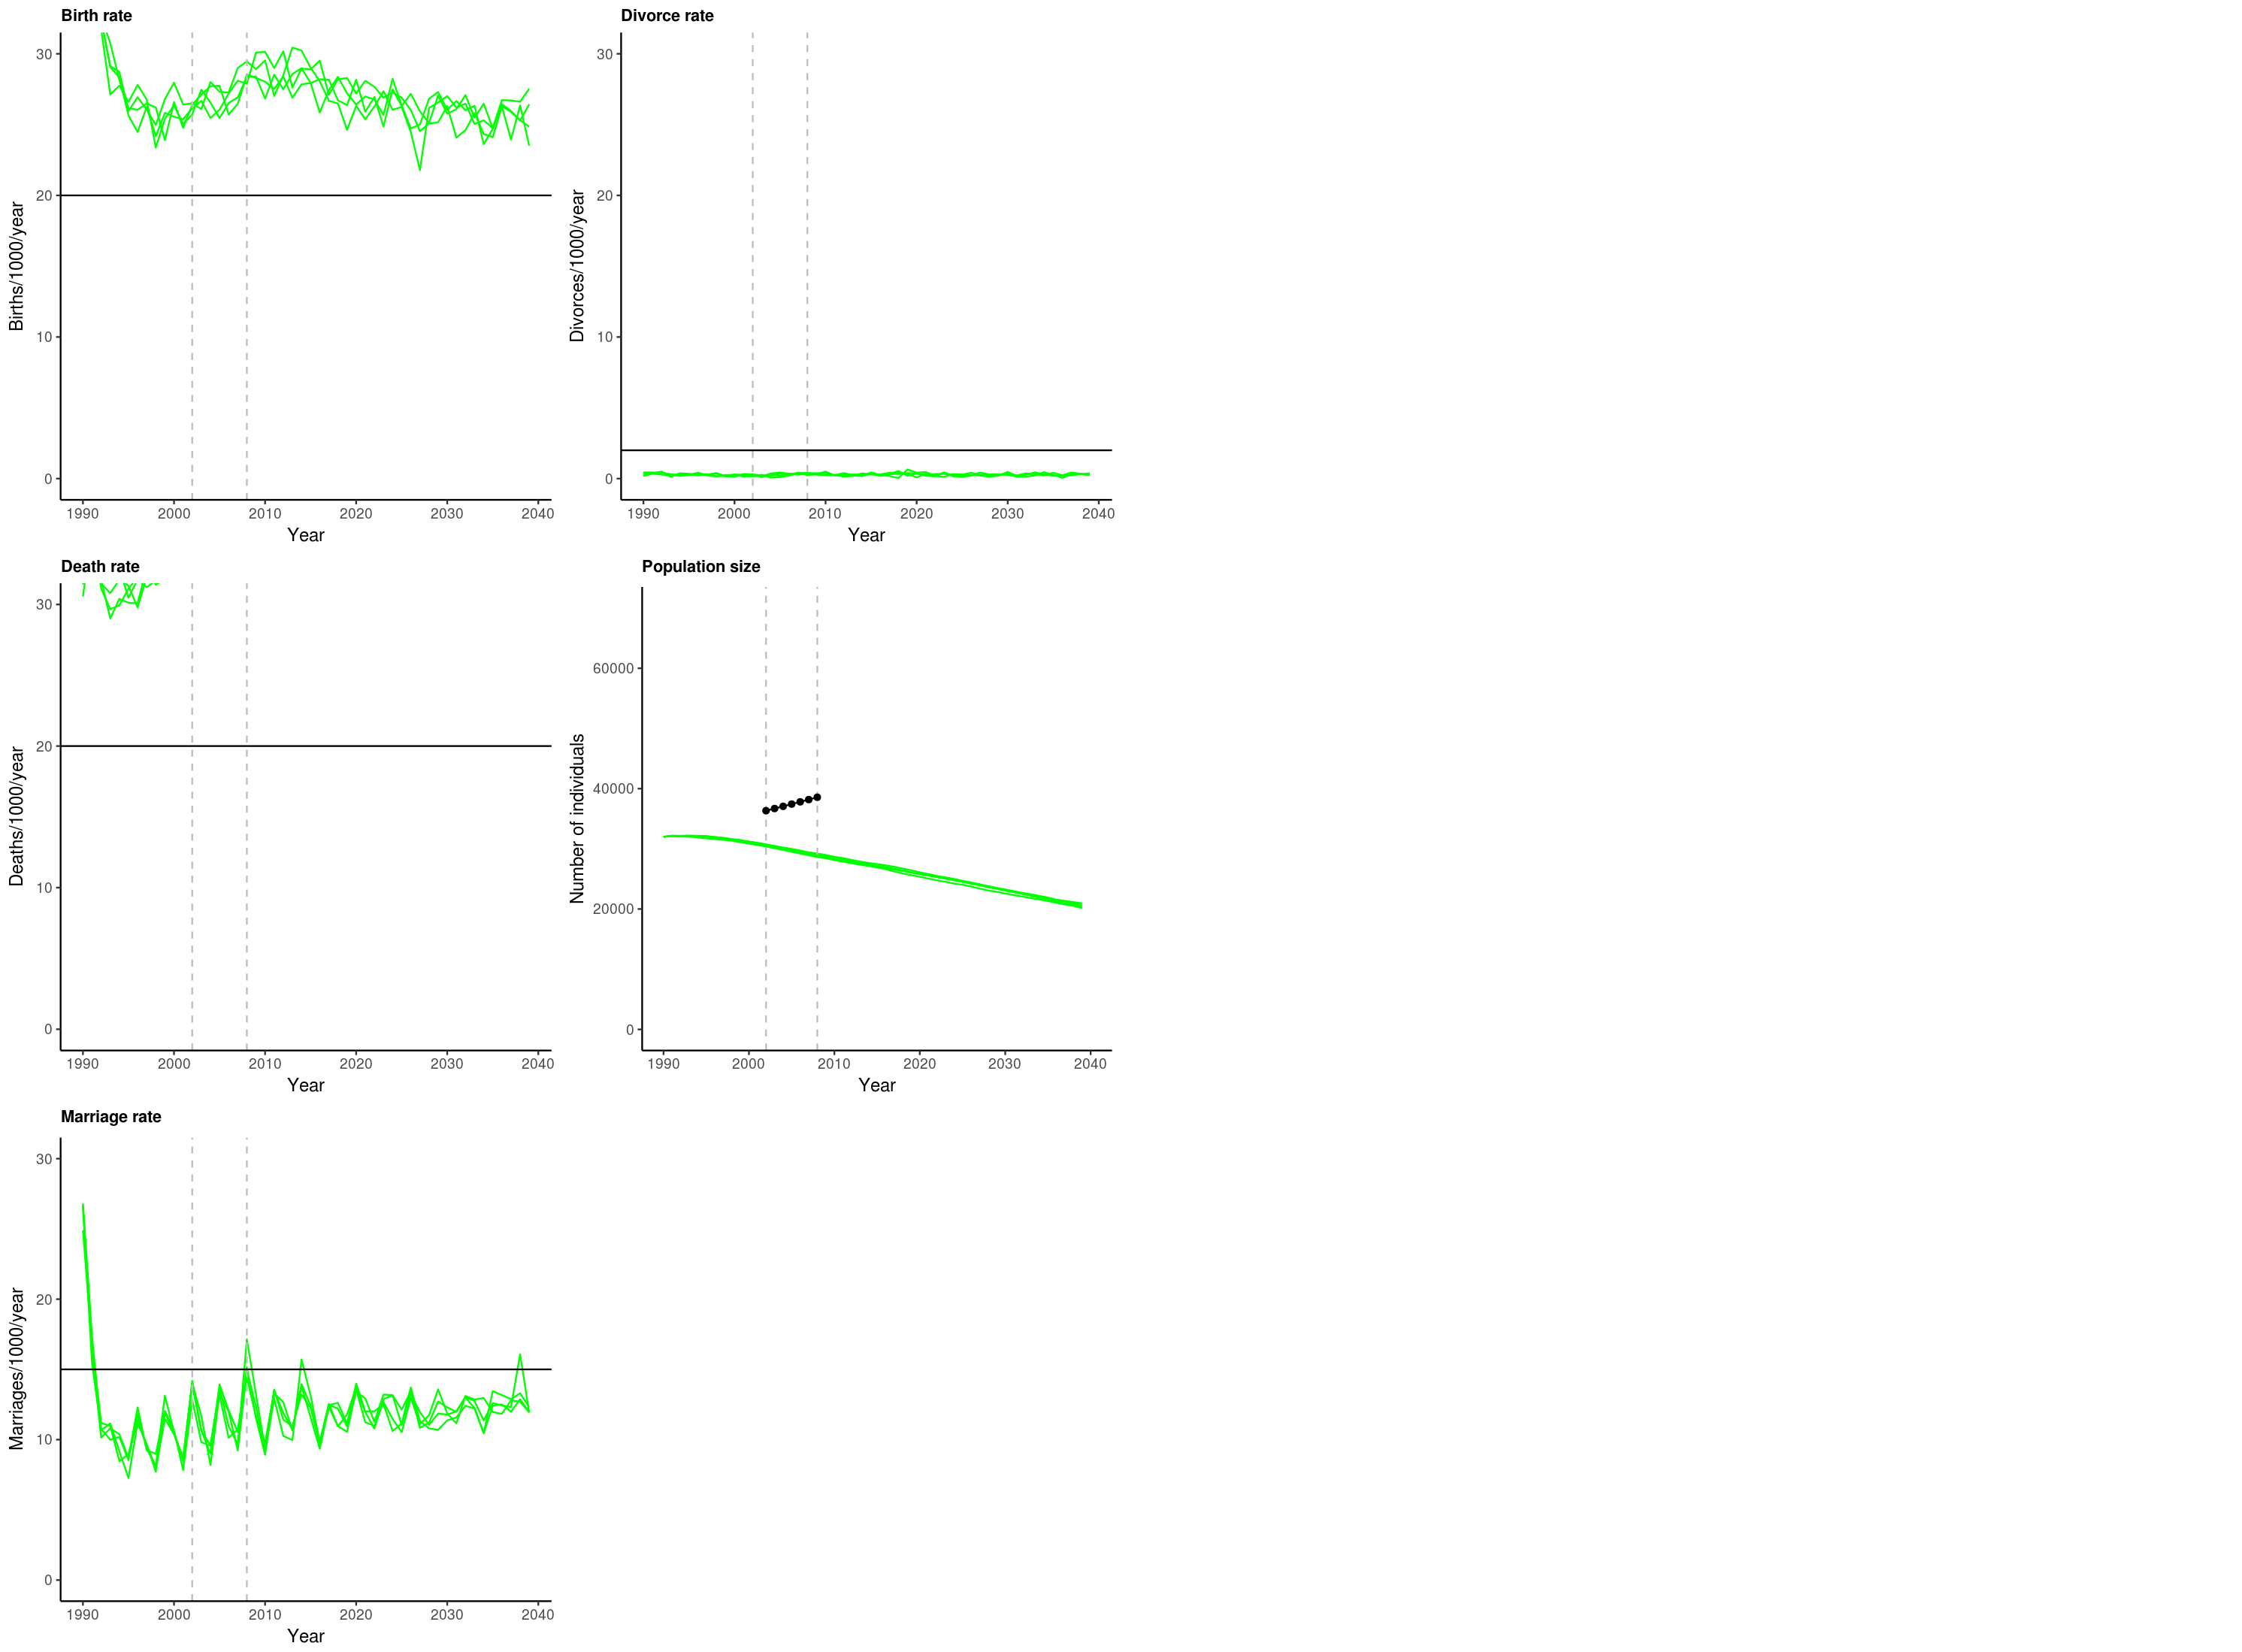 Birth rate
Births/1000/year
30
20
10
0
1990 2000 2010 2020 2030 2040
Year
Divorce rate
Divorces/1000/year
30
20
10
0
1990 2000 2010 2020 2030 2040
Year
Death rate
Deaths/1000/year
30
20
10
0
1990 2000 2010 2020 2030 2040
Year
Population size
Number of individuals
60000
40000
20000
0
1990 2000 2010 2020 2030 2040
Year
Marriage rate
Marriages/1000/year
30
20
10
0
1990 2000 2010 2020 2030 2040
Year